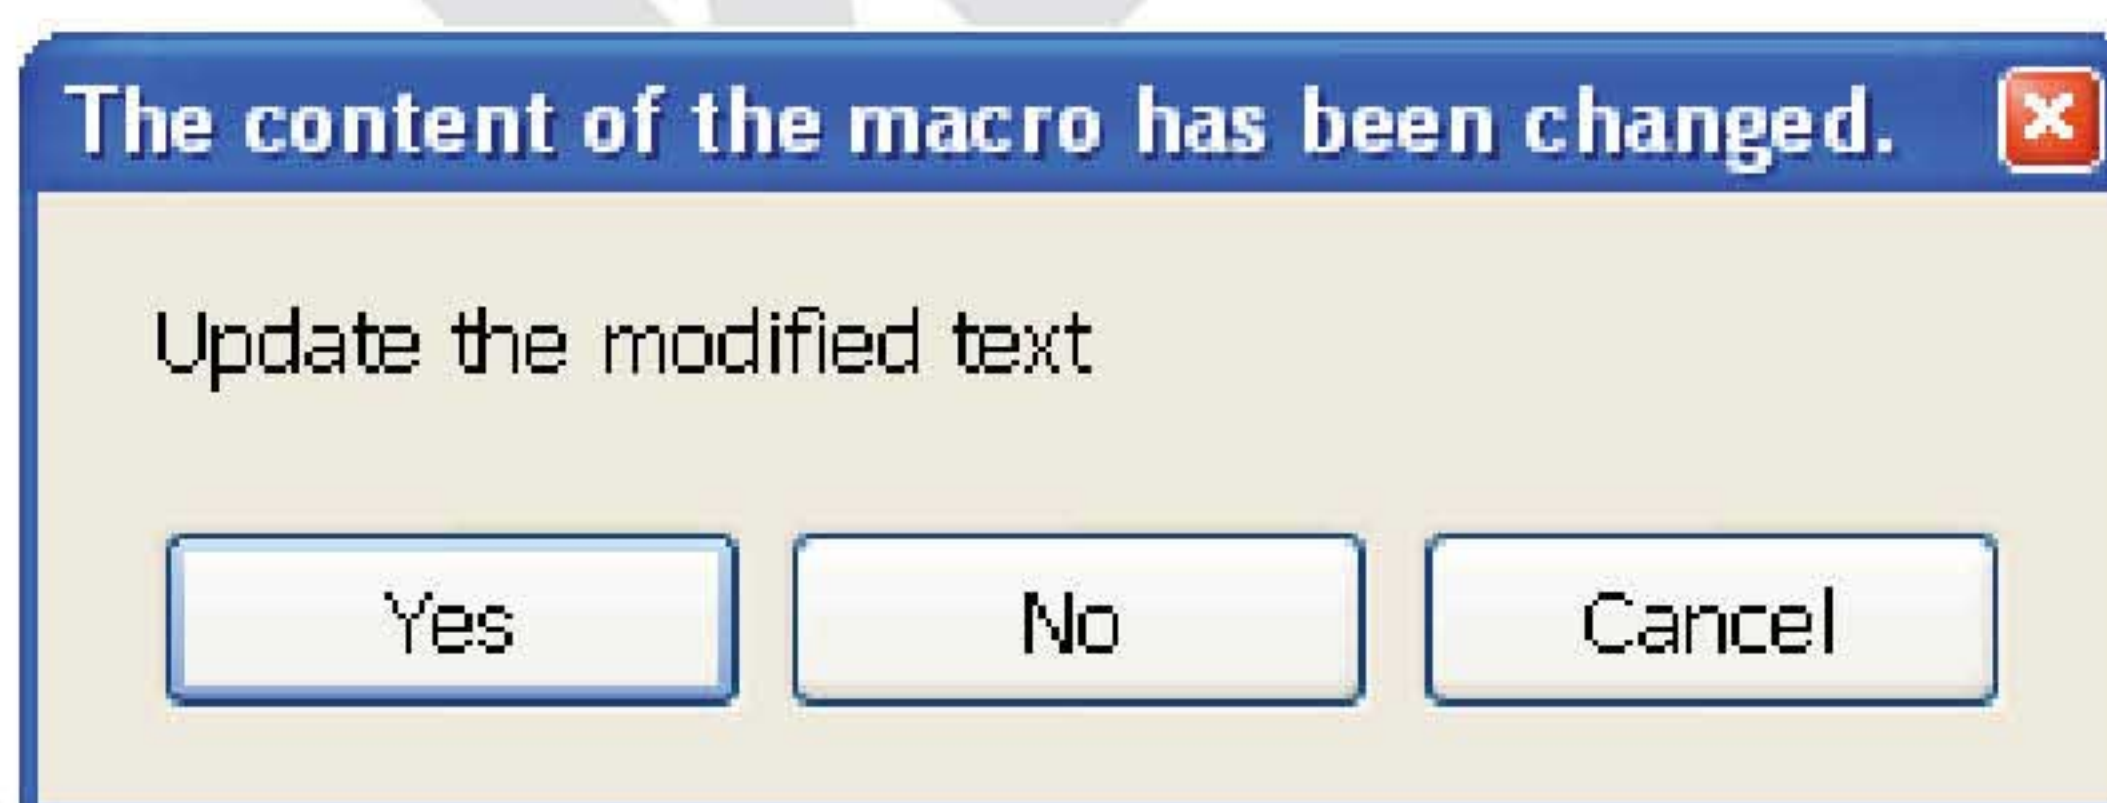 The content of the macro has been changed.
Update the modified text
Yes No Cancel